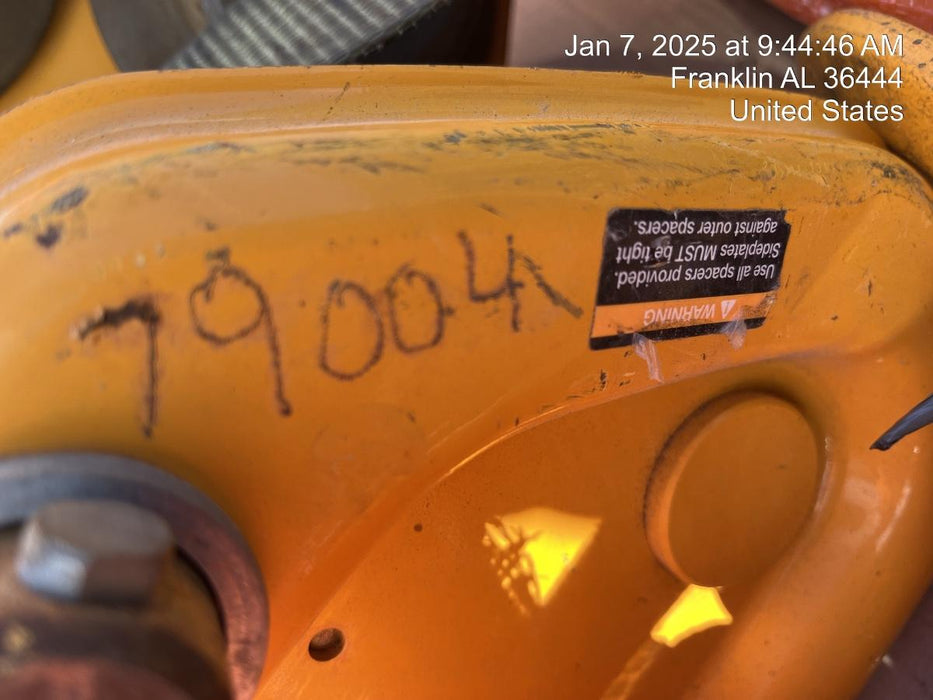 Jan 7, 2025 at 9:44:46 AM
Franklin AL 36444
United States
79004
⚠ WARNING
Use all spacers provided.
Sideplates MUST be tight
against outer spacers.